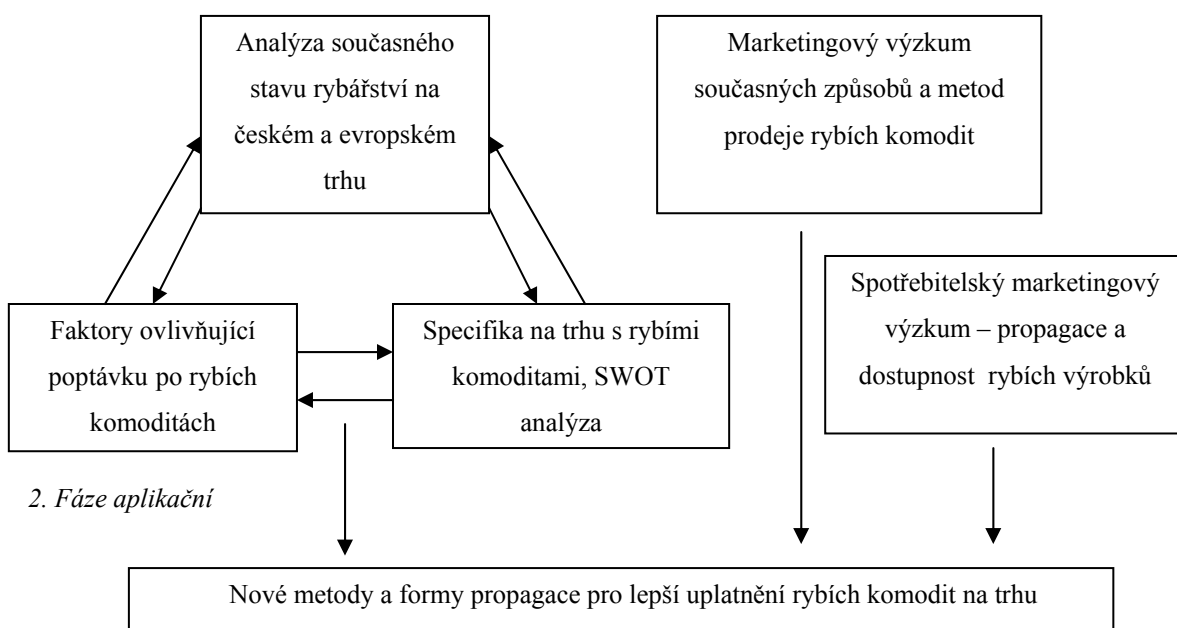 Analýza současného
stavu rybářství na
českém a evropském
trhu
Marketingový výzkum
současných způsobů a metod
prodeje rybích komodit
Spotřebitelský marketingový
výzkum – propagace a
dostupnost rybích výrobků
Faktory ovlivňující
poptávku po rybích
komoditách
Specifika na trhu s rybími
komoditami, SWOT
analýza
2. Fáze aplikační
Nové metody a formy propagace pro lepší uplatnění rybích komodit na trhu